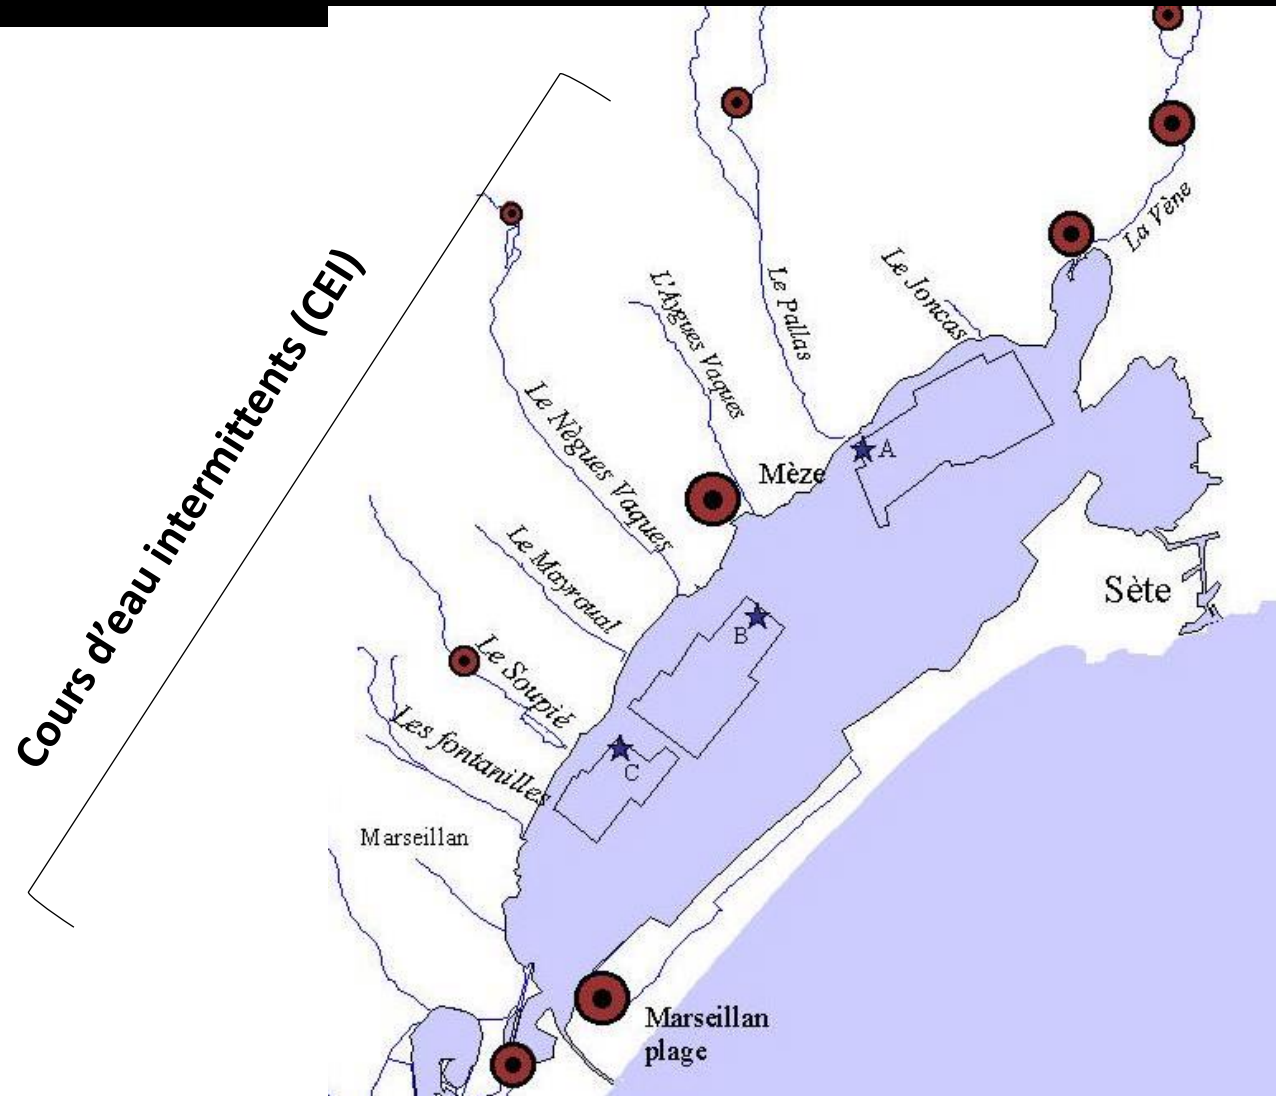 Cours d'eau intermittents (CEI)
La Vène
Le Joncas
Le Pallas
L'Aygues Vaques
Le Nègues Vaques
Mèze
A
Le Mayroual
Sète
B
Le Soupié
Les fontanilles
C
Marseillan
Marseillan
plage